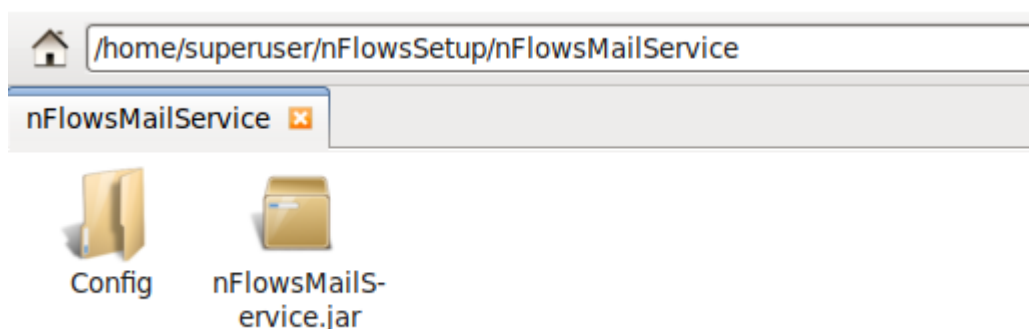 /home/superuser/nFlowsSetup/nFlowsMailService
nFlowsMailService
Config
nFlowsMailS-
ervice.jar